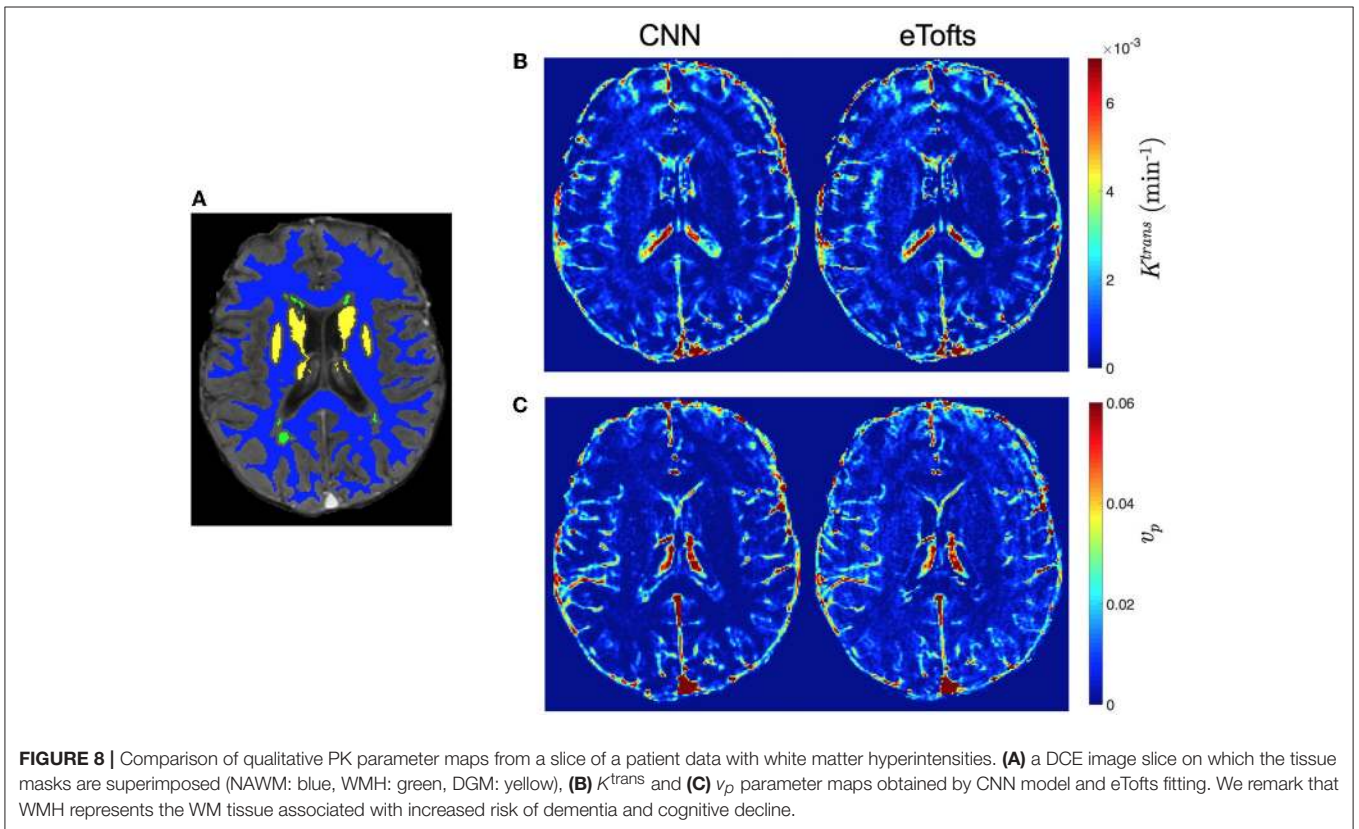 CNN
eTofts
A
B
×10⁻³
6
4
2
0
K^trans (min⁻¹)
C
0.06
0.04
0.02
0
v_p
FIGURE 8 | Comparison of qualitative PK parameter maps from a slice of a patient data with white matter hyperintensities. (A) a DCE image slice on which the tissue
masks are superimposed (NAWM: blue, WMH: green, DGM: yellow), (B) K^trans and (C) v_p parameter maps obtained by CNN model and eTofts fitting. We remark that
WMH represents the WM tissue associated with increased risk of dementia and cognitive decline.